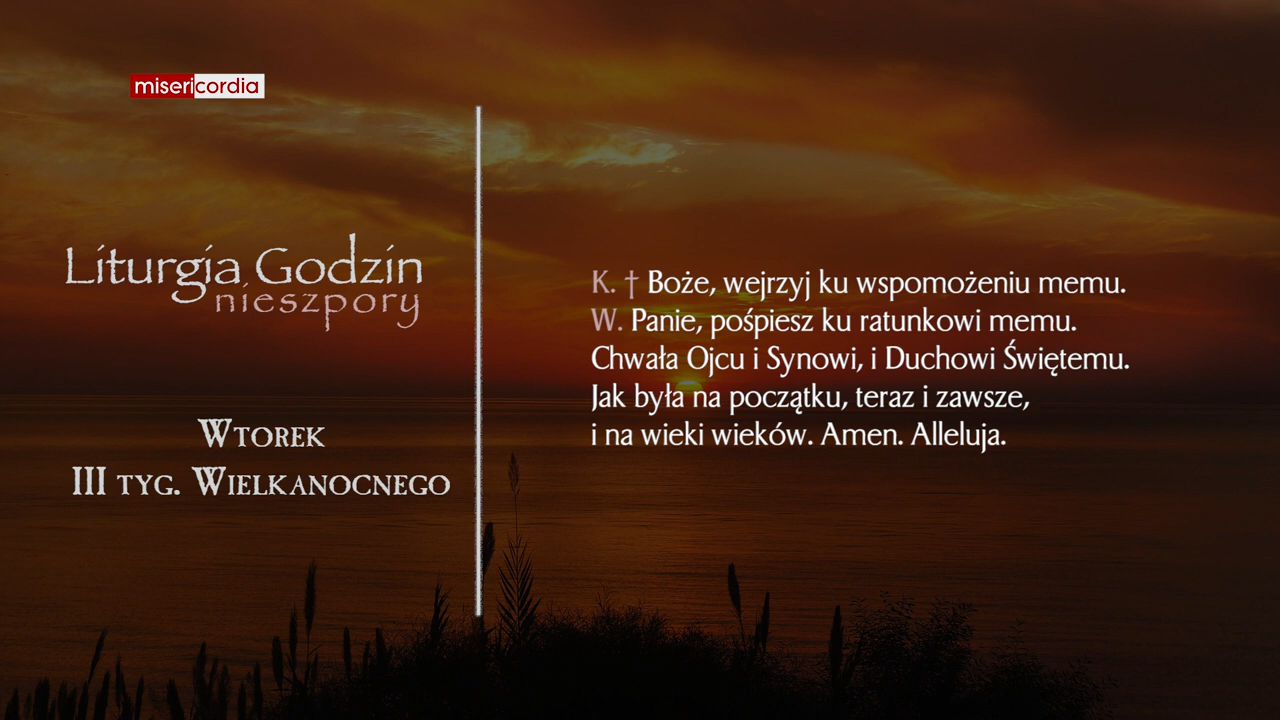 misericordia
Liturgia Godzin
nieszpory
Wtorek
III tyg. Wielkanocnego
K. † Boże, wejrzyj ku wspomożeniu memu.
W. Panie, pośpiesz ku ratunkowi memu.
Chwała Ojcu i Synowi, i Duchowi Świętemu.
Jak była na początku, teraz i zawsze,
i na wieki wieków. Amen. Alleluja.